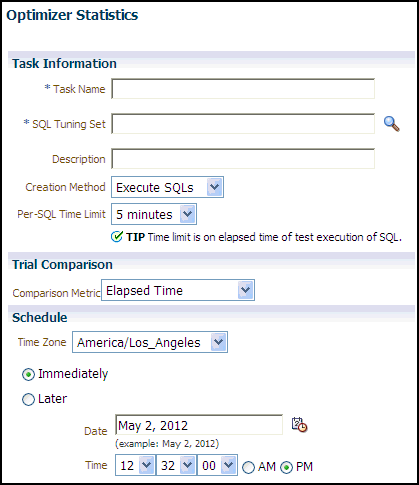 Optimizer Statistics
Task Information
* Task Name
* SQL Tuning Set
Description
Creation Method Execute SQLs
Per-SQL Time Limit 5 minutes
TIP Time limit is on elapsed time of test execution of SQL.
Trial Comparison
Comparison Metric Elapsed Time
Schedule
Time Zone America/Los_Angeles
Immediately
Later
Date May 2, 2012
(example: May 2, 2012)
Time 12 32 00 AM PM